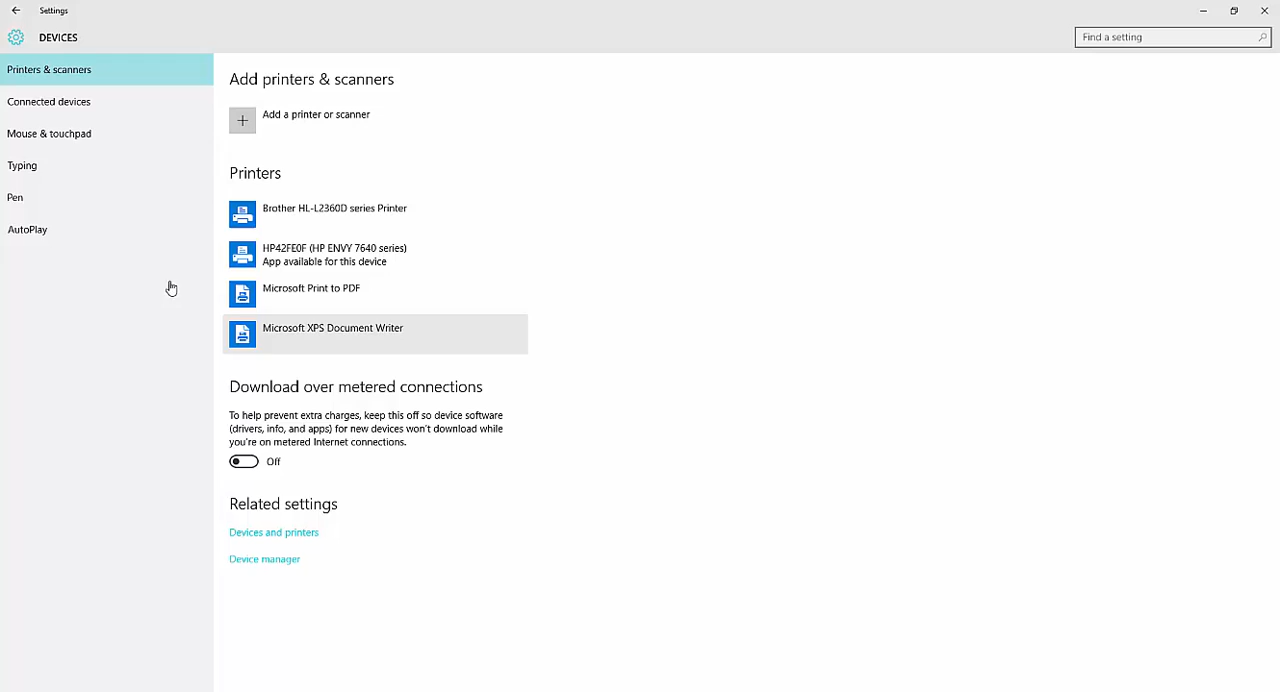 Settings
DEVICES
Find a setting
Printers & scanners
Connected devices
Mouse & touchpad
Typing
Pen
AutoPlay
Add printers & scanners
Add a printer or scanner
Printers
Brother HL-L2360D series Printer
HP42FE0F (HP ENVY 7640 series)
App available for this device
Microsoft Print to PDF
Microsoft XPS Document Writer
Download over metered connections
To help prevent extra charges, keep this off so device software
(drivers, info, and apps) for new devices won't download while
you're on metered Internet connections.
Off
Related settings
Devices and printers
Device manager